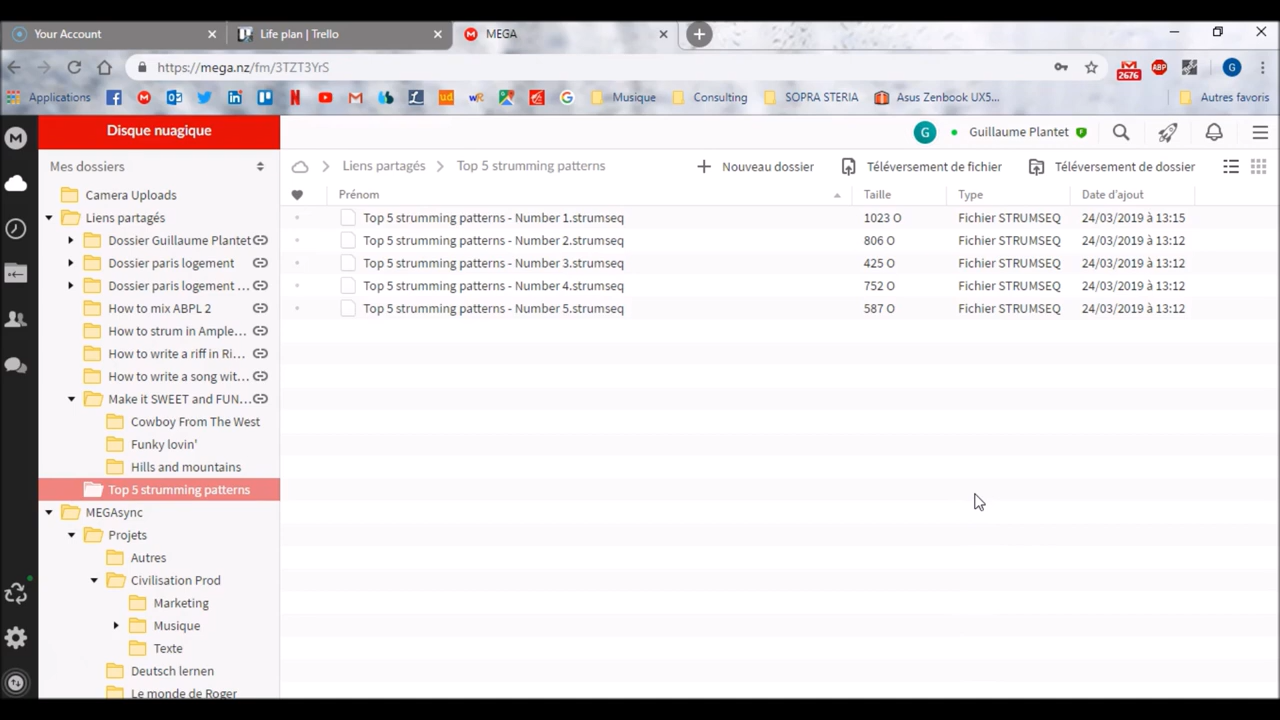 Your Account
Life plan | Trello
MEGA
https://mega.nz/fm/3TZT3YrS
2676
ABP
G
Applications
Musique
Consulting
SOPRA STERIA
Asus Zenbook UX5...
Autres favoris
Disque nuagique
G
Guillaume Plantet
Mes dossiers
Liens partagés
Top 5 strumming patterns
Nouveau dossier
Téléversement de fichier
Téléversement de dossier
Prénom
Taille
Type
Date d'ajout
Top 5 strumming patterns - Number 1.strumseq 1023 O Fichier STRUMSEQ 24/03/2019 à 13:15
Top 5 strumming patterns - Number 2.strumseq 806 O Fichier STRUMSEQ 24/03/2019 à 13:12
Top 5 strumming patterns - Number 3.strumseq 425 O Fichier STRUMSEQ 24/03/2019 à 13:12
Top 5 strumming patterns - Number 4.strumseq 752 O Fichier STRUMSEQ 24/03/2019 à 13:12
Top 5 strumming patterns - Number 5.strumseq 587 O Fichier STRUMSEQ 24/03/2019 à 13:12
Camera Uploads
Liens partagés
Dossier Guillaume Plantet
Dossier paris logement
Dossier paris logement ...
How to mix ABPL 2
How to strum in Ample...
How to write a riff in Ri...
How to write a song wit...
Make it SWEET and FUN...
Cowboy From The West
Funky lovin'
Hills and mountains
Top 5 strumming patterns
MEGAsync
Projets
Autres
Civilisation Prod
Marketing
Musique
Texte
Deutsch lernen
Le monde de Roger